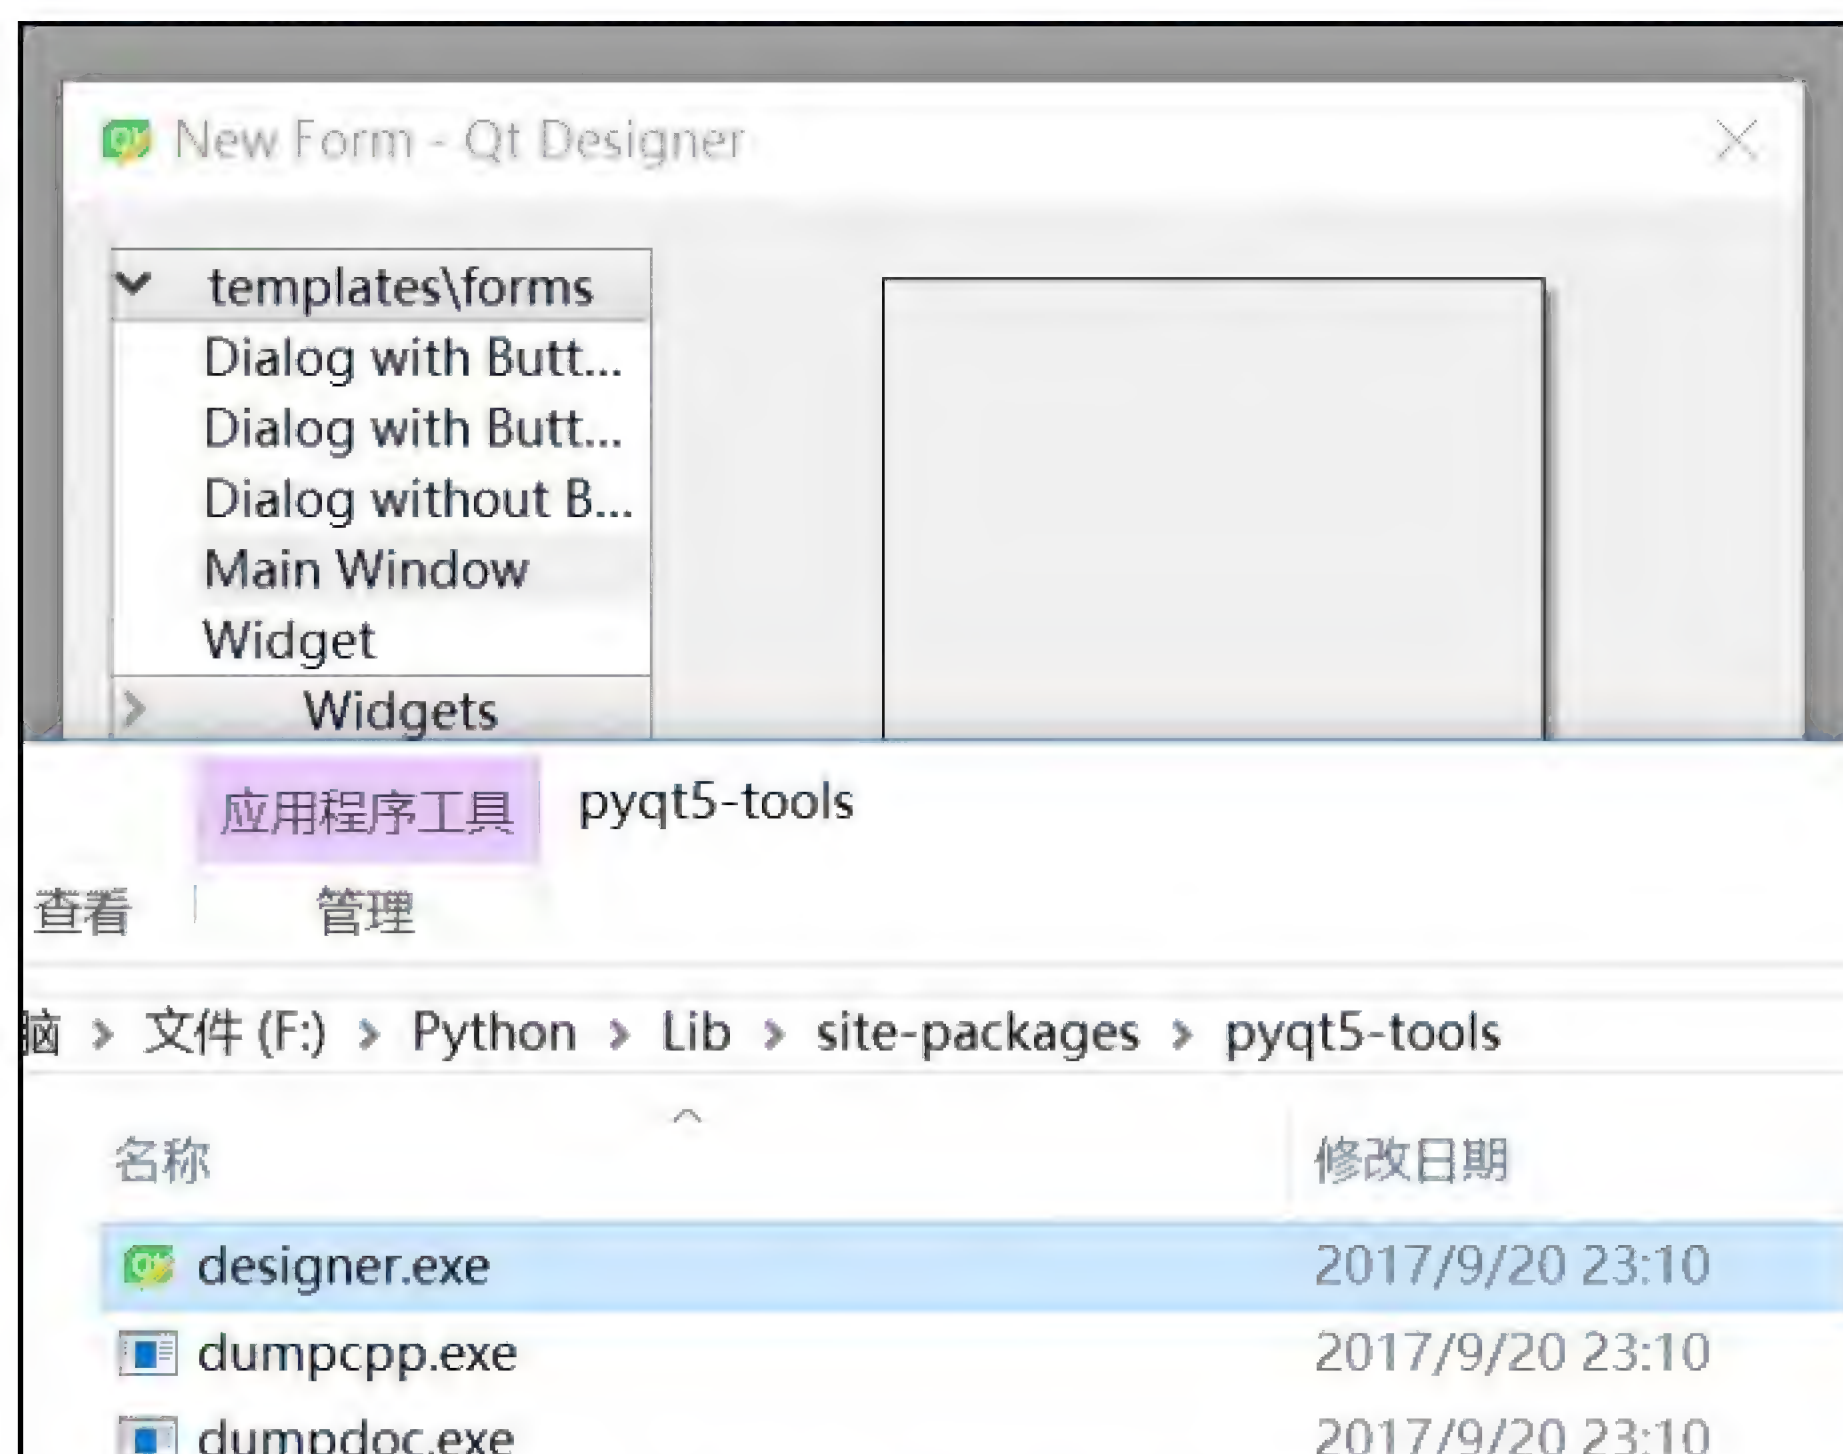 New Form - Qt Designer
templates\forms
Dialog with Butt...
Dialog with Butt...
Dialog without B...
Main Window
Widget
Widgets
应用程序工具 pyqt5-tools
查看 管理
脑 > 文件 (F:) > Python > Lib > site-packages > pyqt5-tools
名称 修改日期
designer.exe 2017/9/20 23:10
dumpcpp.exe 2017/9/20 23:10
dumpdoc.exe 2017/9/20 23:10